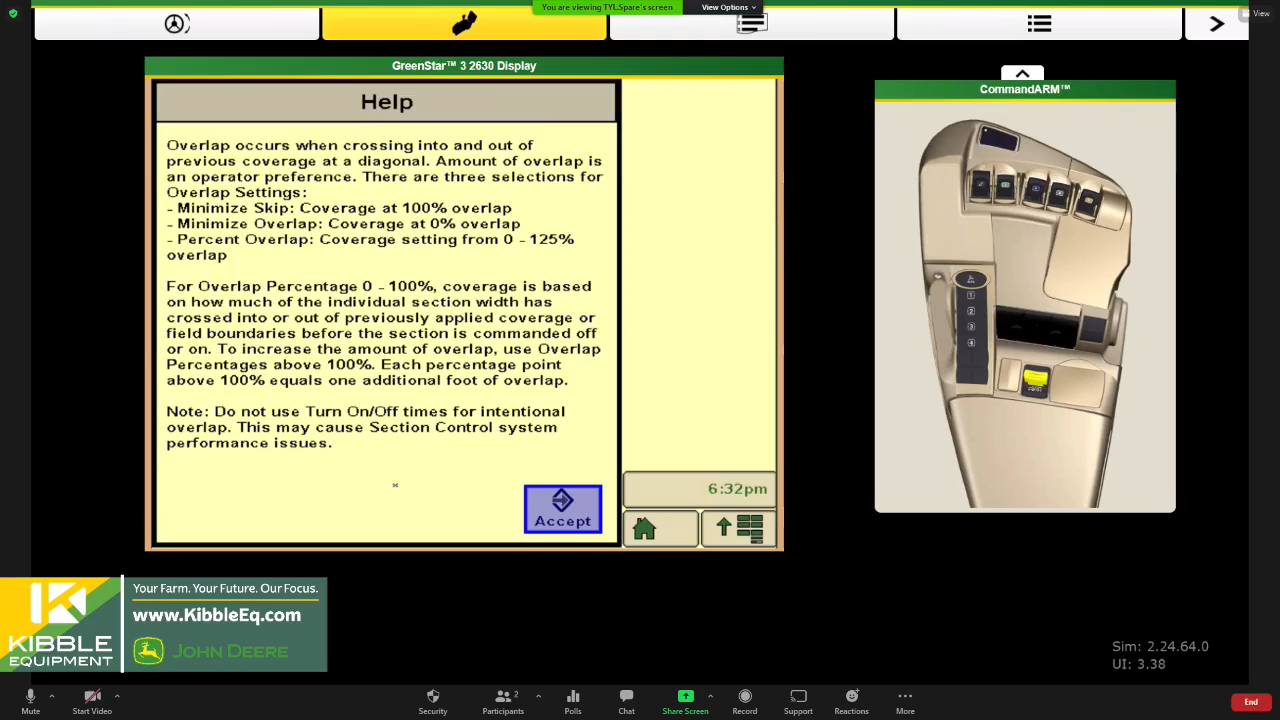 You are viewing TYL.Spare's screen
View Options
View
GreenStar™ 3 2630 Display
Help
Overlap occurs when crossing into and out of
previous coverage at a diagonal. Amount of overlap is
an operator preference. There are three selections for
Overlap Settings:
- Minimize Skip: Coverage at 100% overlap
- Minimize Overlap: Coverage at 0% overlap
- Percent Overlap: Coverage setting from 0 - 125%
overlap
For Overlap Percentage 0 - 100%, coverage is based
on how much of the individual section width has
crossed into or out of previously applied coverage or
field boundaries before the section is commanded off
or on. To increase the amount of overlap, use Overlap
Percentages above 100%. Each percentage point
above 100% equals one additional foot of overlap.
Note: Do not use Turn On/Off times for intentional
overlap. This may cause Section Control system
performance issues.
Accept
6:32pm
CommandARM™
1
2
3
4
Your Farm. Your Future. Our Focus.
www.KibbleEq.com
KIBBLE
EQUIPMENT
JOHN DEERE
Sim: 2.24.64.0
UI: 3.38
Mute
Start Video
Security
Participants
2
Polls
Chat
Share Screen
Record
Support
Reactions
More
End